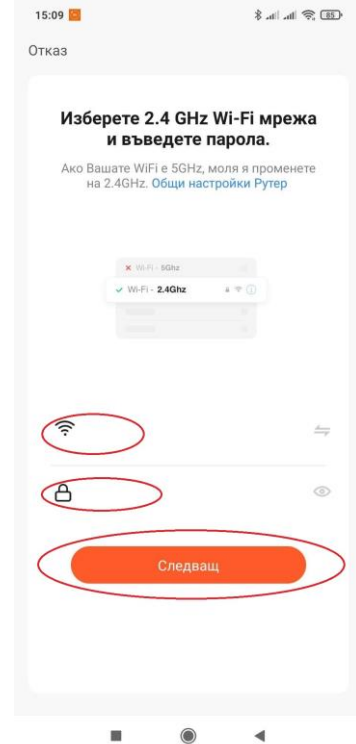 15:09
85
Отказ
Изберете 2.4 GHz Wi-Fi мрежа
и въведете парола.
Ако Вашате WiFi е 5GHz, моля я променете
на 2.4GHz. Общи настройки Рутер
Wi-Fi - 5Ghz
Wi-Fi - 2.4Ghz
Следващ